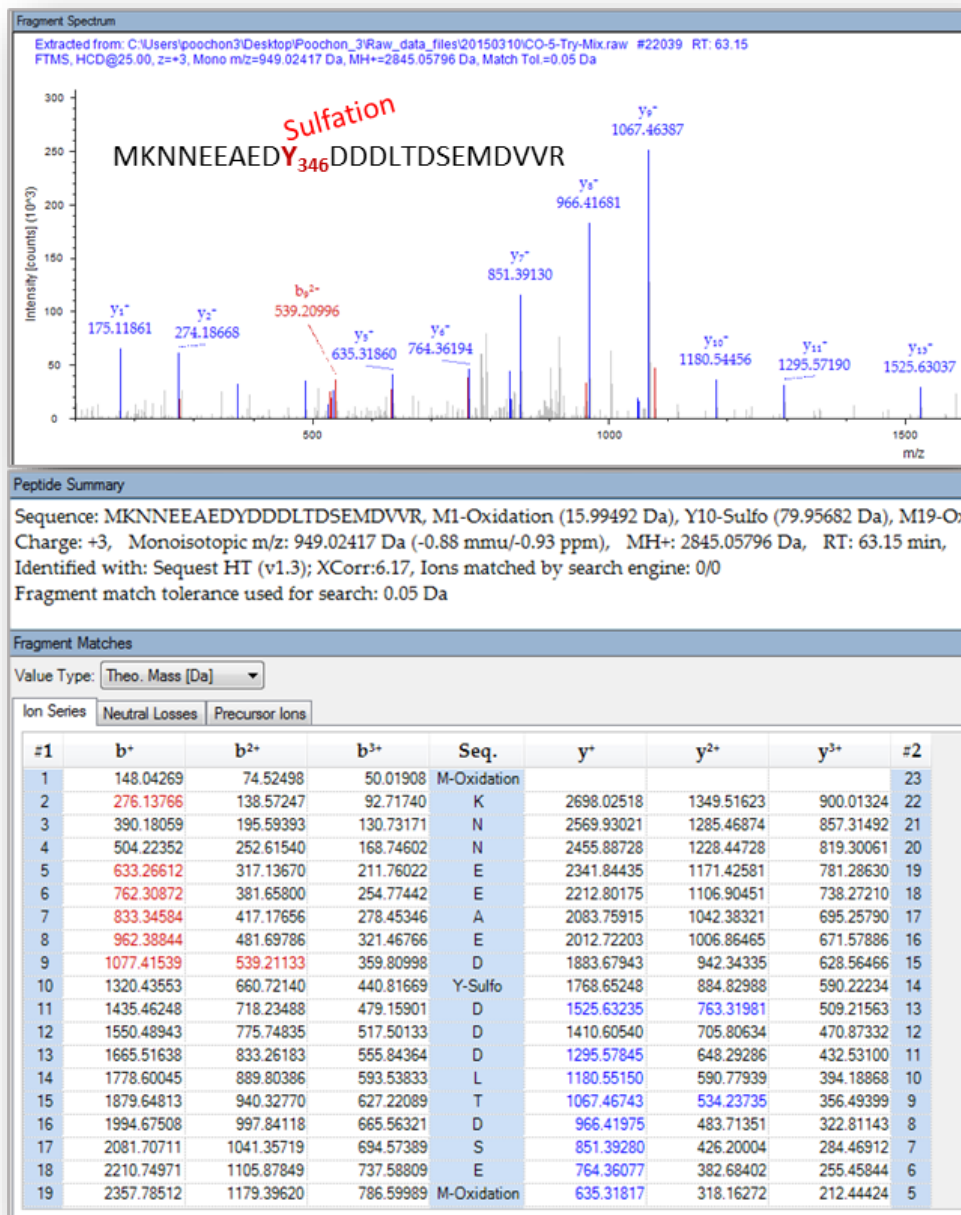 Fragment Spectrum
Extracted from: C:\Users\poochon3\Desktop\Poochon_3\Raw_data_files\20150310\CO-5-Try-Mix.raw #22039 RT: 63.15
FTMS, HCD@25.00, z=+3, Mono m/z=949.02417 Da, MH+=2845.05796 Da, Match Tol.=0.05 Da
Sulfation
MKNNEEAEDY346DDDLTDSEMDVVR
Intensity [counts] (10^3)
300
250
200
150
100
50
0
y₁⁺
175.11861
y₂⁺
274.18668
b₉²⁺
539.20996
y₅⁺
635.31860
y₆⁺
764.36194
y₇⁺
851.39130
y₈⁺
966.41681
y₉⁺
1067.46387
y₁₀⁺
1180.54456
y₁₁⁺
1295.57190
y₁₃⁺
1525.63037
500 1000 1500
m/z
Peptide Summary
Sequence: MKNNEEAEDYDDDLTDSEMDVVR, M1-Oxidation (15.99492 Da), Y10-Sulfo (79.95682 Da), M19-Ox
Charge: +3, Monoisotopic m/z: 949.02417 Da (-0.88 mmu/-0.93 ppm), MH+: 2845.05796 Da, RT: 63.15 min,
Identified with: Sequest HT (v1.3); XCorr:6.17, Ions matched by search engine: 0/0
Fragment match tolerance used for search: 0.05 Da
Fragment Matches
Value Type: Theo. Mass [Da]
Ion Series Neutral Losses Precursor Ions
#1 b⁺ b²⁺ b³⁺ Seq. y⁺ y²⁺ y³⁺ #2
1 148.04269 74.52498 50.01908 M-Oxidation 23
2 276.13766 138.57247 92.71740 K 2698.02518 1349.51623 900.01324 22
3 390.18059 195.59393 130.73171 N 2569.93021 1285.46874 857.31492 21
4 504.22352 252.61540 168.74602 N 2455.88728 1228.44728 819.30061 20
5 633.26612 317.13670 211.76022 E 2341.84435 1171.42581 781.28630 19
6 762.30872 381.65800 254.77442 E 2212.80175 1106.90451 738.27210 18
7 833.34584 417.17656 278.45346 A 2083.75915 1042.38321 695.25790 17
8 962.38844 481.69786 321.46766 E 2012.72203 1006.86465 671.57886 16
9 1077.41539 539.21133 359.80998 D 1883.67943 942.34335 628.56466 15
10 1320.43553 660.72140 440.81669 Y-Sulfo 1768.65248 884.82988 590.22234 14
11 1435.46248 718.23488 479.15901 D 1525.63235 763.31981 509.21563 13
12 1550.48943 775.74835 517.50133 D 1410.60540 705.80634 470.87332 12
13 1665.51638 833.26183 555.84364 D 1295.57845 648.29286 432.53100 11
14 1778.60045 889.80386 593.53833 L 1180.55150 590.77939 394.18868 10
15 1879.64813 940.32770 627.22089 T 1067.46743 534.23735 356.49399 9
16 1994.67508 997.84118 665.56321 D 966.41975 483.71351 322.81143 8
17 2081.70711 1041.35719 694.57389 S 851.39280 426.20004 284.46912 7
18 2210.74971 1105.87849 737.58809 E 764.36077 382.68402 255.45844 6
19 2357.78512 1179.39620 786.59989 M-Oxidation 635.31817 318.16272 212.44424 5